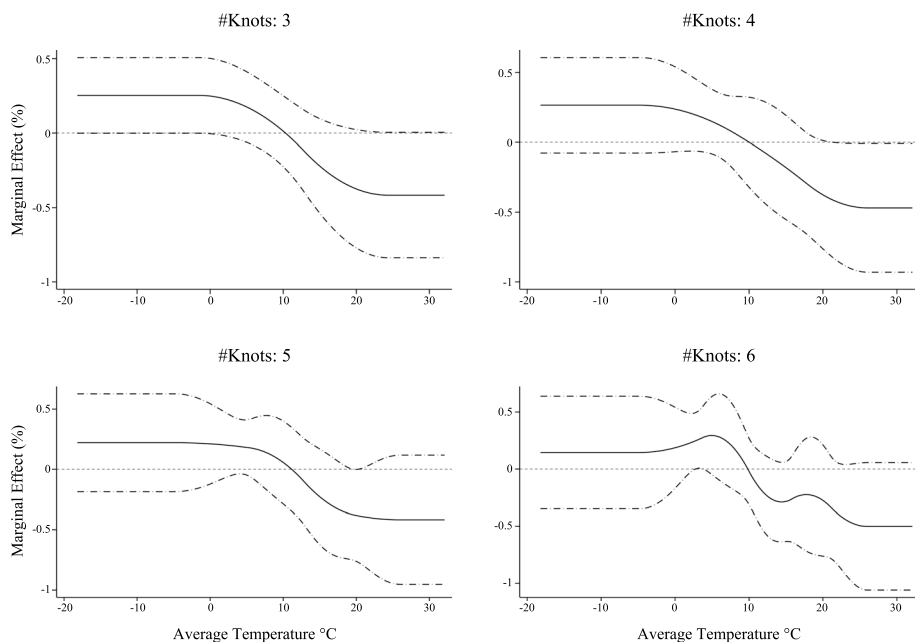 #Knots: 3
#Knots: 4
Marginal Effect (%)
0.5
0
-0.5
-1
-20 -10 0 10 20 30
0.5
0
-0.5
-1
-20 -10 0 10 20 30
#Knots: 5
#Knots: 6
Marginal Effect (%)
0.5
0
-0.5
-1
-20 -10 0 10 20 30
Average Temperature °C
0.5
0
-0.5
-1
-20 -10 0 10 20 30
Average Temperature °C